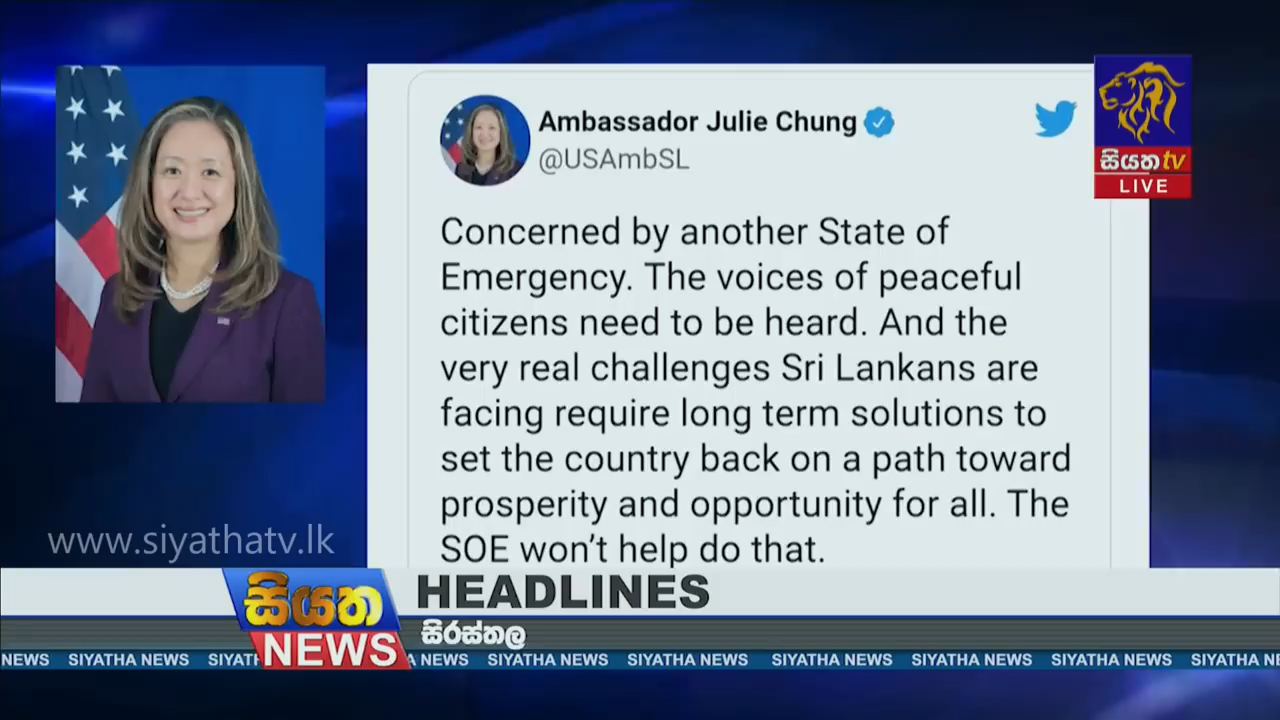 Ambassador Julie Chung
@USAmbSL
Concerned by another State of
Emergency. The voices of peaceful
citizens need to be heard. And the
very real challenges Sri Lankans are
facing require long term solutions to
set the country back on a path toward
prosperity and opportunity for all. The
SOE won't help do that.
සියත tv
LIVE
www.siyathatv.lk
සියත
NEWS
HEADLINES
සිරස්තල
NEWS SIYATHA NEWS SIYATH A NEWS SIYATHA NEWS SIYATHA NEWS SIYATHA NEWS SIYATHA NEWS SIYATHA NEWS SIYATHA NE